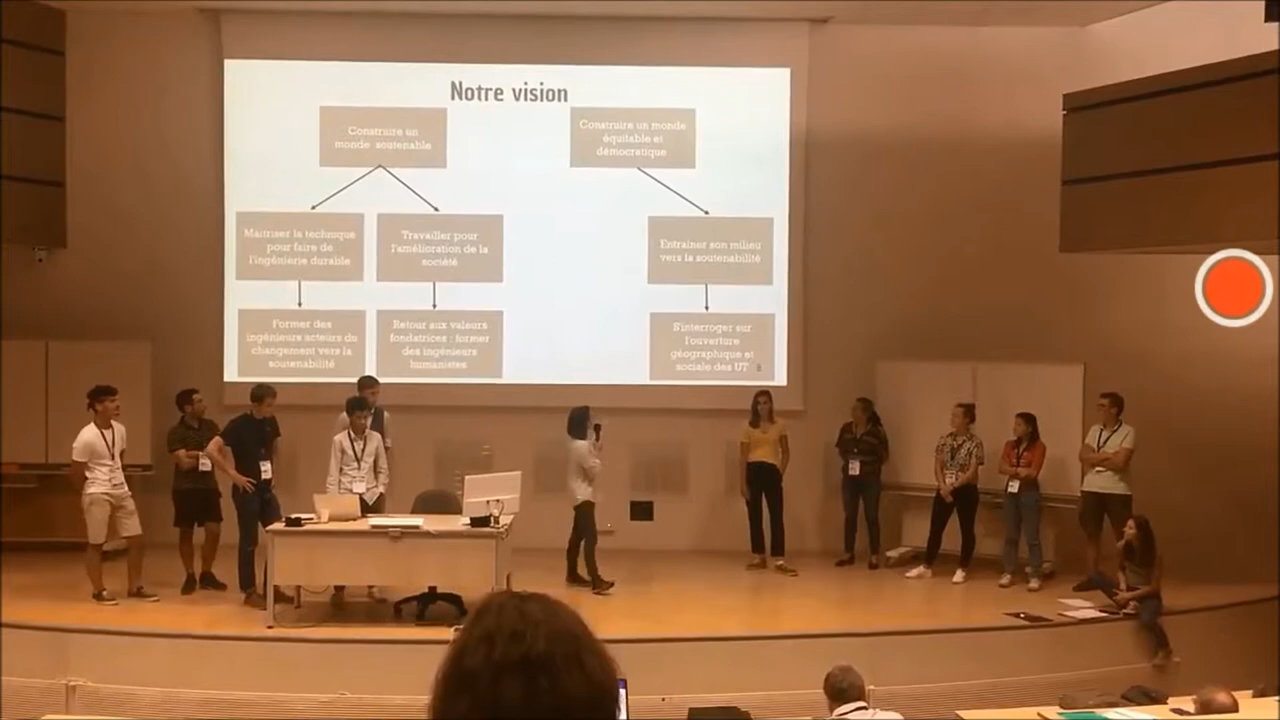 Notre vision
Construire un
monde soutenable
Construire un monde
équitable et
démocratique
Maitriser la technique
pour faire de
l'ingénierie durable
Travailler pour
l'amélioration de la
société
Entrainer son milieu
vers la soutenabilité
Former des
ingénieurs acteurs du
changement vers la
soutenabilité
Retour aux valeurs
fondatrices : former
des ingénieurs
humanistes
S'interroger sur
l'ouverture
géographique et
sociale des UT
8